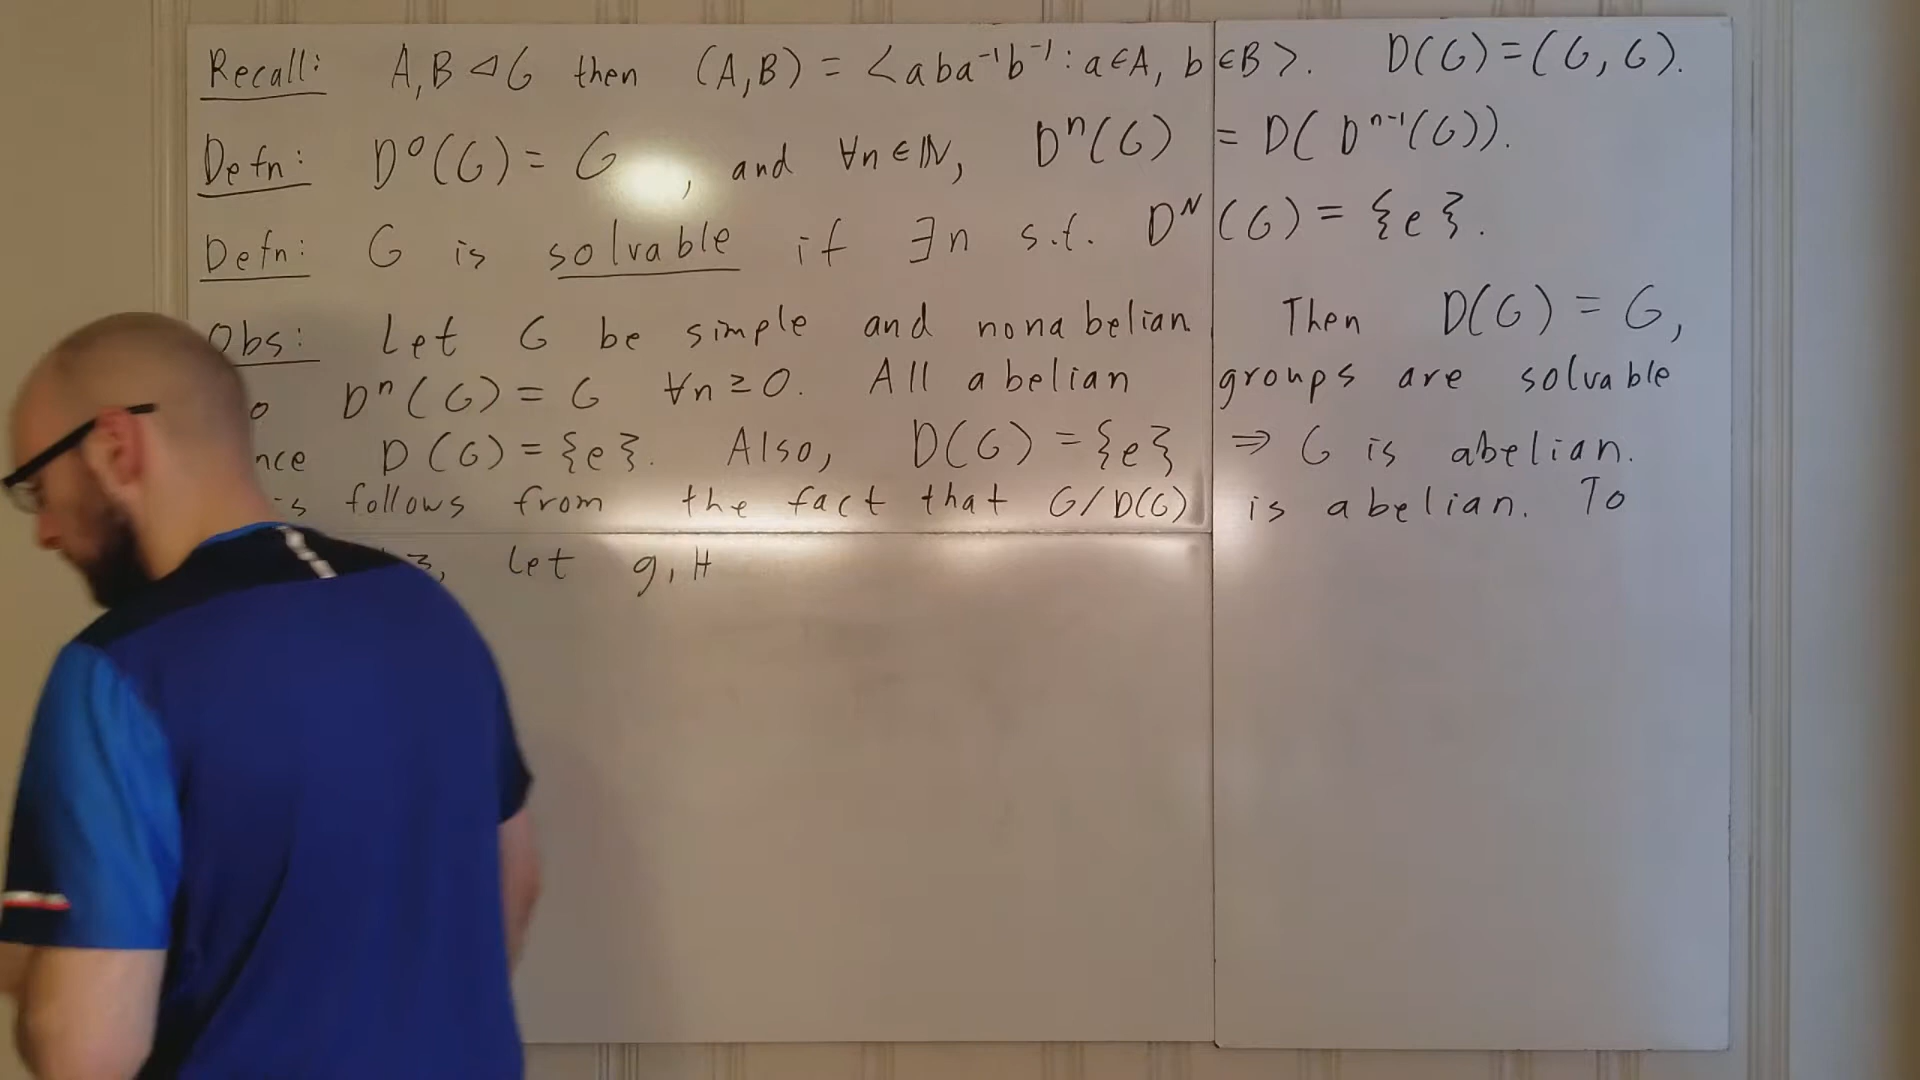 Recall: A,B ⊲ G then (A,B) = <aba⁻¹b⁻¹ : a∈A, b∈B>. D(G)=(G,G).
Defn: D⁰(G) = G, and ∀n∈ℕ, Dⁿ(G) = D(Dⁿ⁻¹(G)).
Defn: G is solvable if ∃n s.t. Dᴺ(G) = {e}.
Obs: Let G be simple and nonabelian Then D(G) = G,
Dⁿ(G) = G ∀n≥0. All abelian groups are solvable
D(G)={e}. Also, D(G)={e} ⇒ G is abelian.
follows from the fact that G/D(G) is abelian. To
let g,H